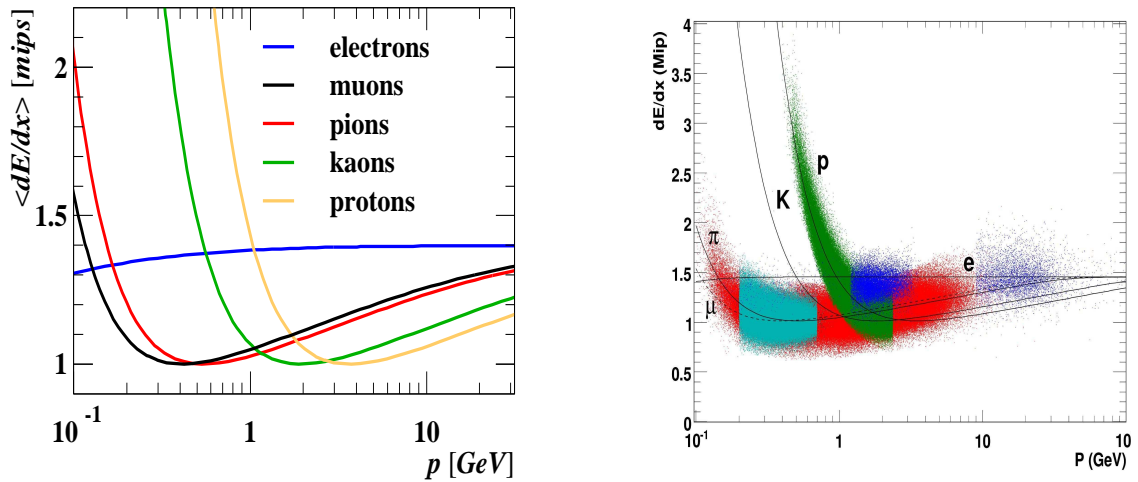 <dE/dx> [mips]
2
1.5
1
electrons
muons
pions
kaons
protons
10⁻¹
1
10
p [GeV]
dE/dx (Mip)
4
3.5
3
2.5
2
1.5
1
0.5
0
p
K
π
μ
e
10⁻¹
1
10
100
P (GeV)